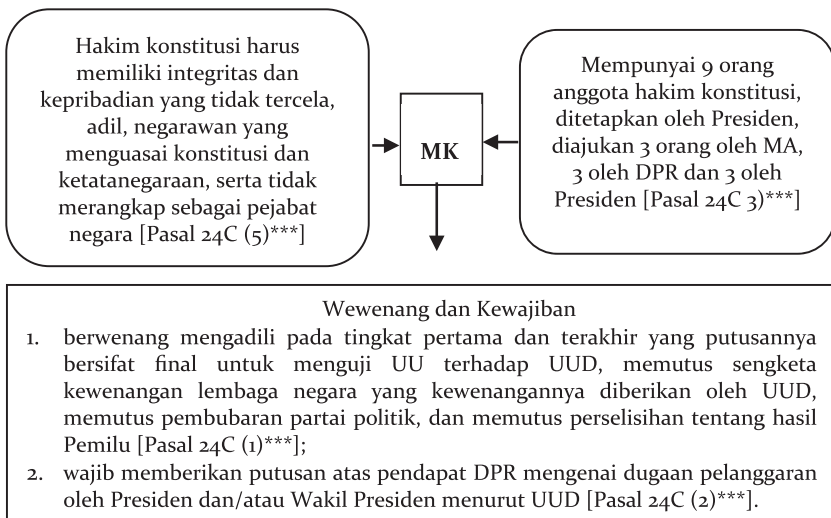 Hakim konstitusi harus
memiliki integritas dan
kepribadian yang tidak tercela,
adil, negarawan yang
menguasai konstitusi dan
ketatanegaraan, serta tidak
merangkap sebagai pejabat
negara [Pasal 24C (5)***]
MK
Mempunyai 9 orang
anggota hakim konstitusi,
ditetapkan oleh Presiden,
diajukan 3 orang oleh MA,
3 oleh DPR dan 3 oleh
Presiden [Pasal 24C 3)***]
Wewenang dan Kewajiban
1. berwenang mengadili pada tingkat pertama dan terakhir yang putusannya
bersifat final untuk menguji UU terhadap UUD, memutus sengketa
kewenangan lembaga negara yang kewenangannya diberikan oleh UUD,
memutus pembubaran partai politik, dan memutus perselisihan tentang hasil
Pemilu [Pasal 24C (1)***];
2. wajib memberikan putusan atas pendapat DPR mengenai dugaan pelanggaran
oleh Presiden dan/atau Wakil Presiden menurut UUD [Pasal 24C (2)***].